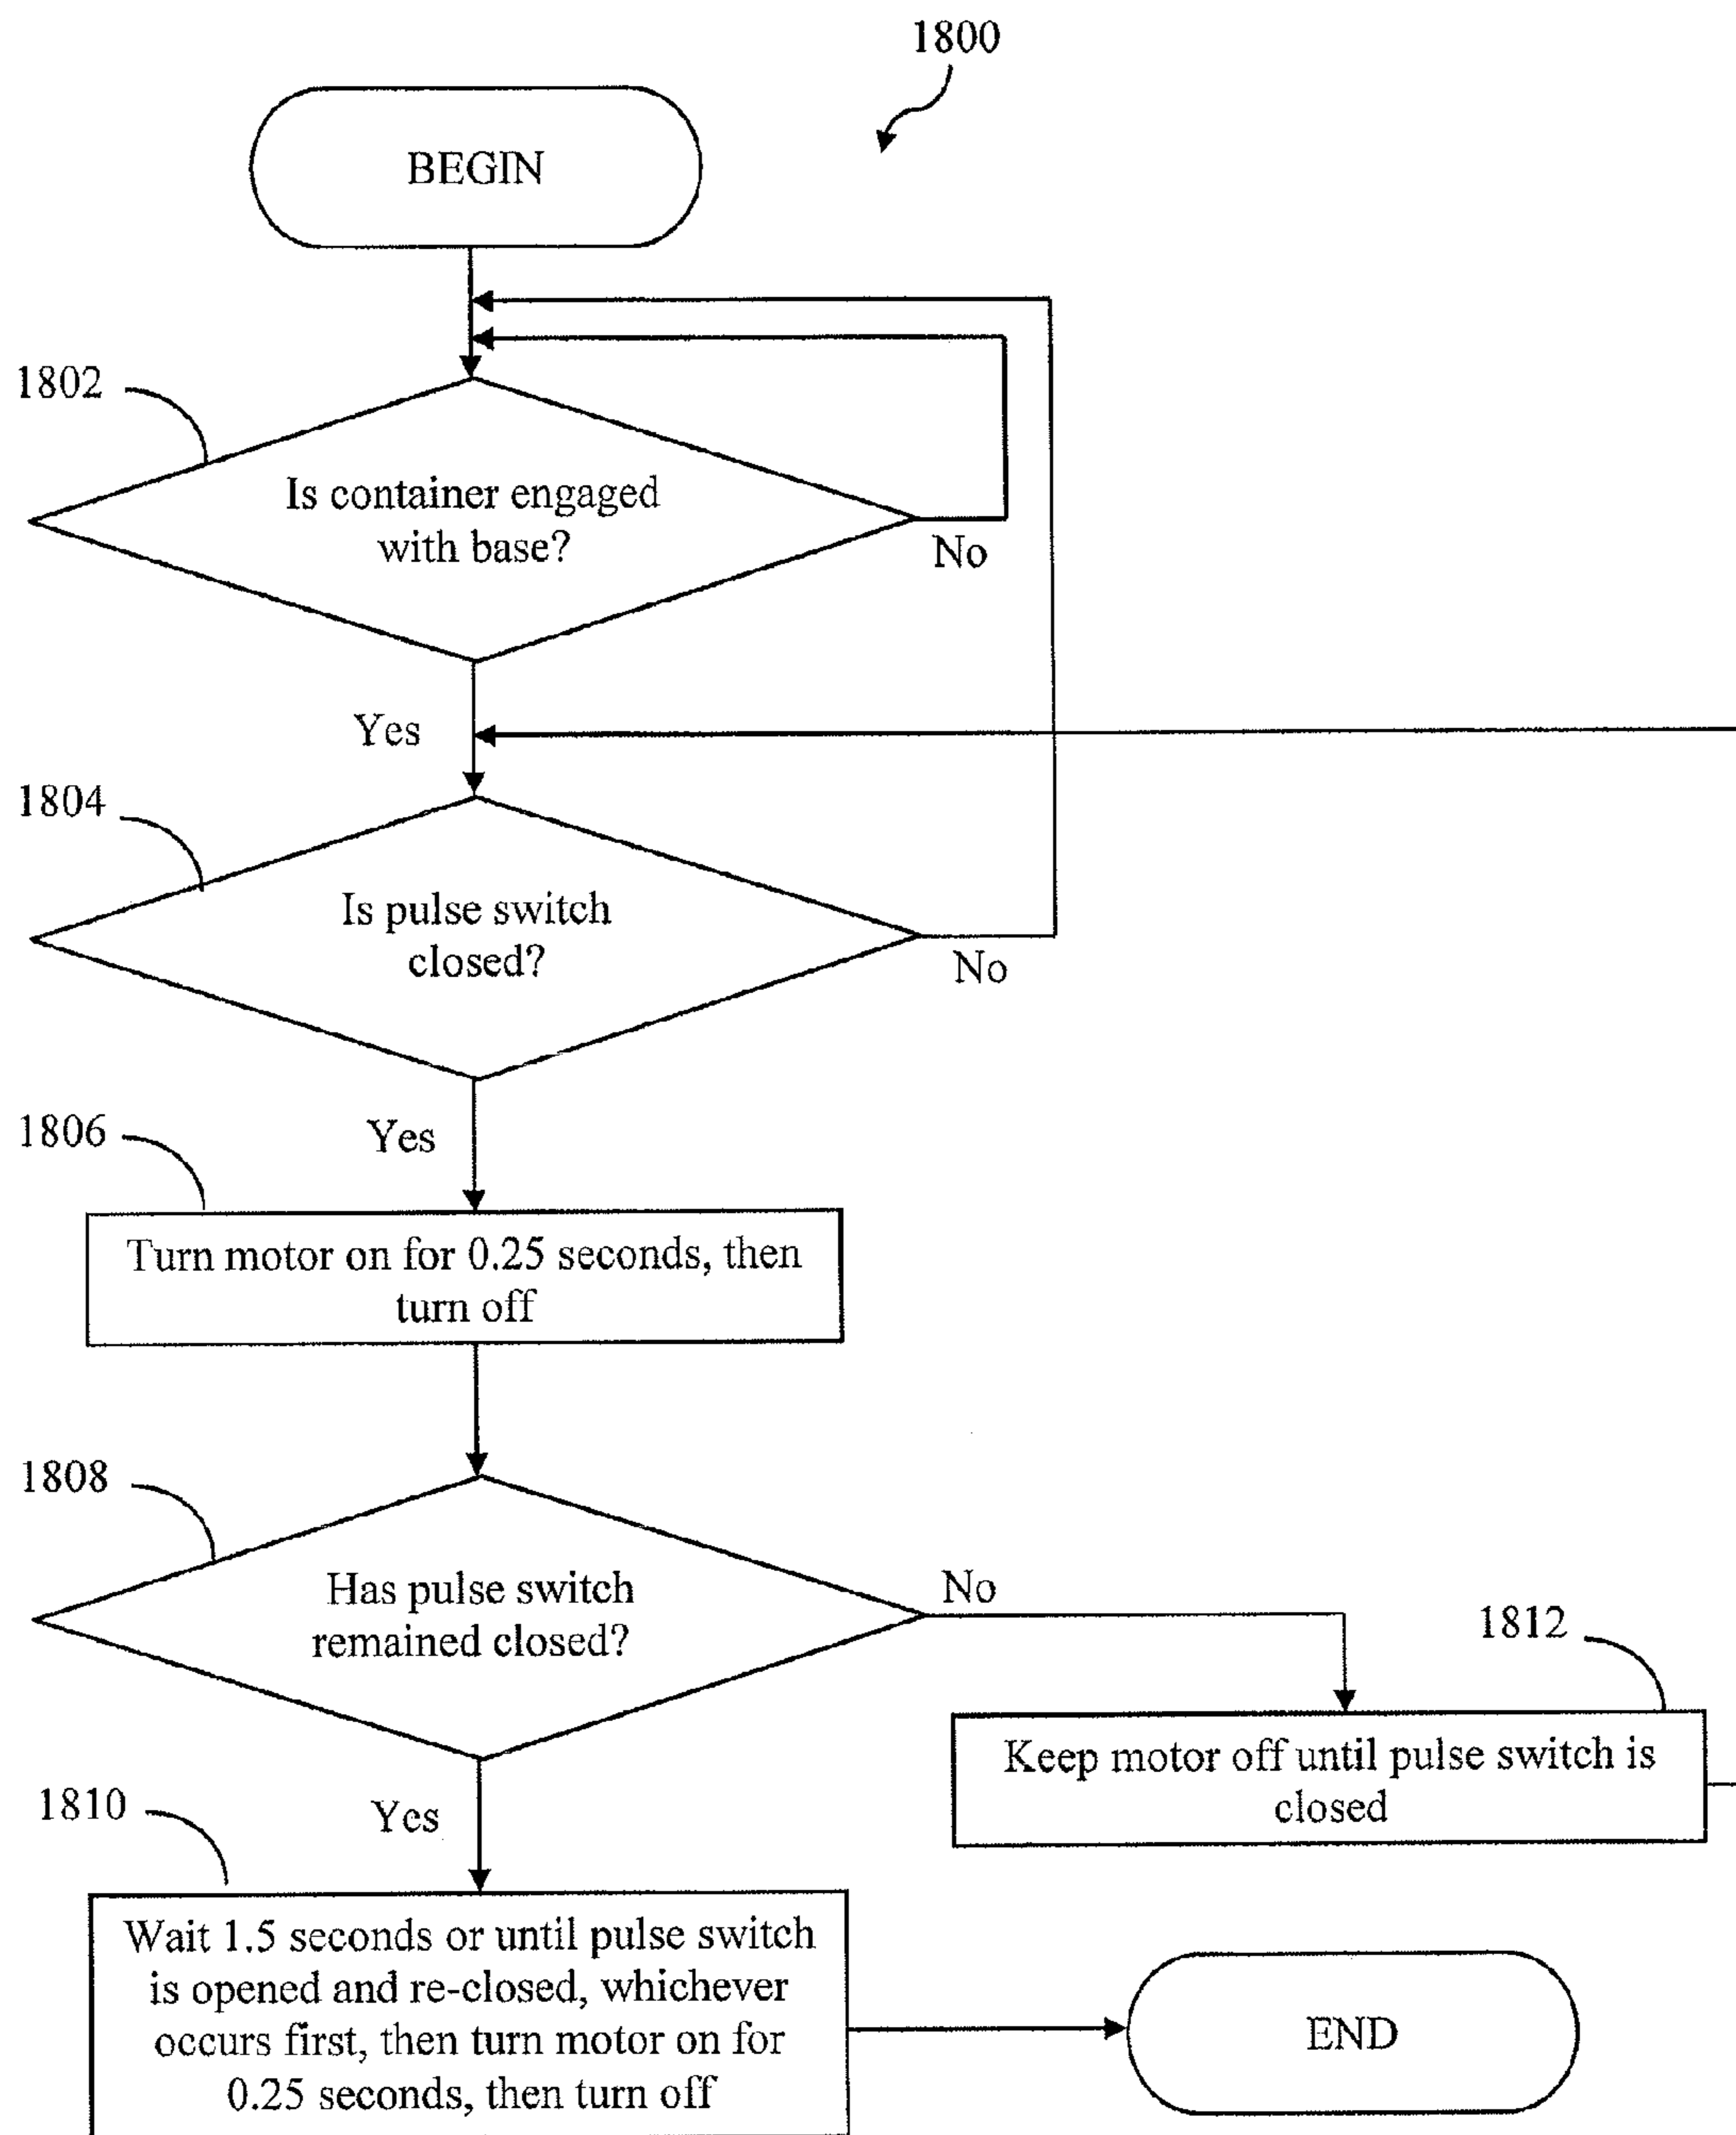 1800
BEGIN
1802
Is container engaged
with base?
No
Yes
1804
Is pulse switch
closed?
No
1806
Yes
Turn motor on for 0.25 seconds, then
turn off
1808
Has pulse switch
remained closed?
No
1812
Keep motor off until pulse switch is
closed
1810
Yes
Wait 1.5 seconds or until pulse switch
is opened and re-closed, whichever
occurs first, then turn motor on for
0.25 seconds, then turn off
END